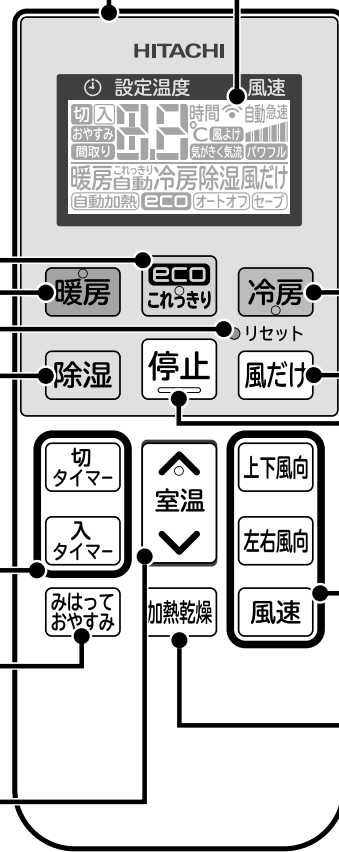 HITACHI
設定温度 風速
切 入 8.8 時間 自動 急速
おやすみ ℃ 風よけ
間取り 気がきく気流 パワフル
暖房 これっきり自動 冷房 除湿 風だけ
自動加熱 eco オートオフ セーブ
暖房
eco これっきり
冷房
リセット
除湿
停止
風だけ
切タイマー
室温
上下風向
入タイマー
左右風向
みはっておやすみ
加熱乾燥
風速